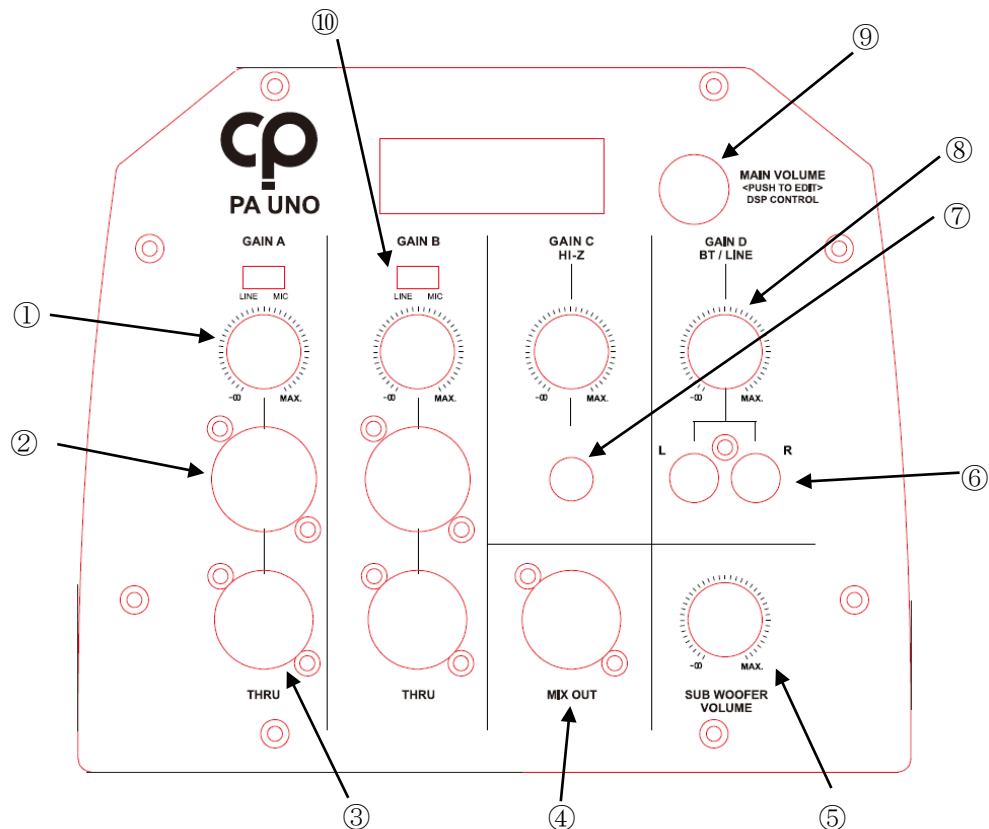 ⑩
⑨
cp
PA UNO
MAIN VOLUME
<PUSH TO EDIT>
DSP CONTROL
⑧
⑦
GAIN A
GAIN B
GAIN C
HI-Z
GAIN D
BT / LINE
LINE MIC
LINE MIC
①
-∞ MAX.
-∞ MAX.
-∞ MAX.
-∞ MAX.
②
L
R
⑥
-∞ MAX.
THRU
THRU
MIX OUT
SUB WOOFER
VOLUME
③
④
⑤